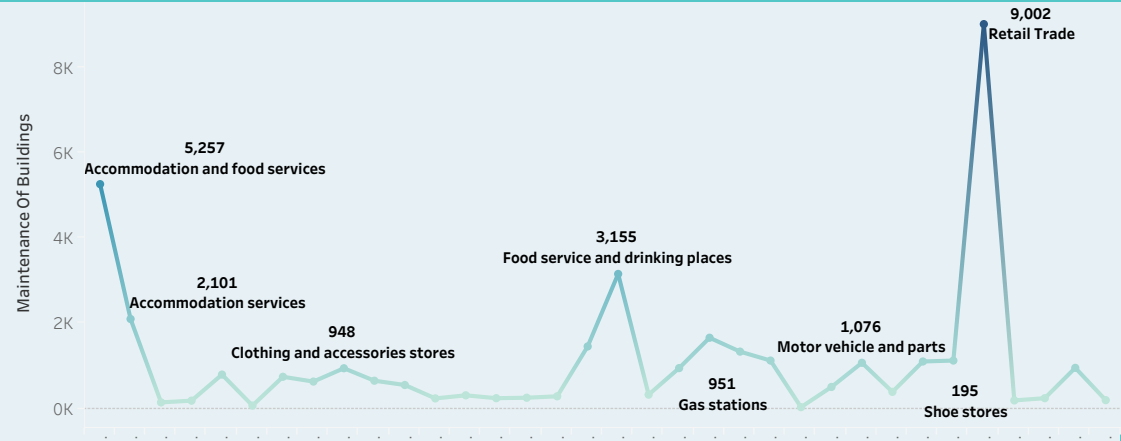 9,002
Retail Trade
8K
5,257
6K
Accommodation and food services
Maintenance Of Buildings
3,155
4K
Food service and drinking places
2,101
Accommodation services
2K
948
Clothing and accessories stores
1,076
Motor vehicle and parts
951
Gas stations
195
Shoe stores
0K